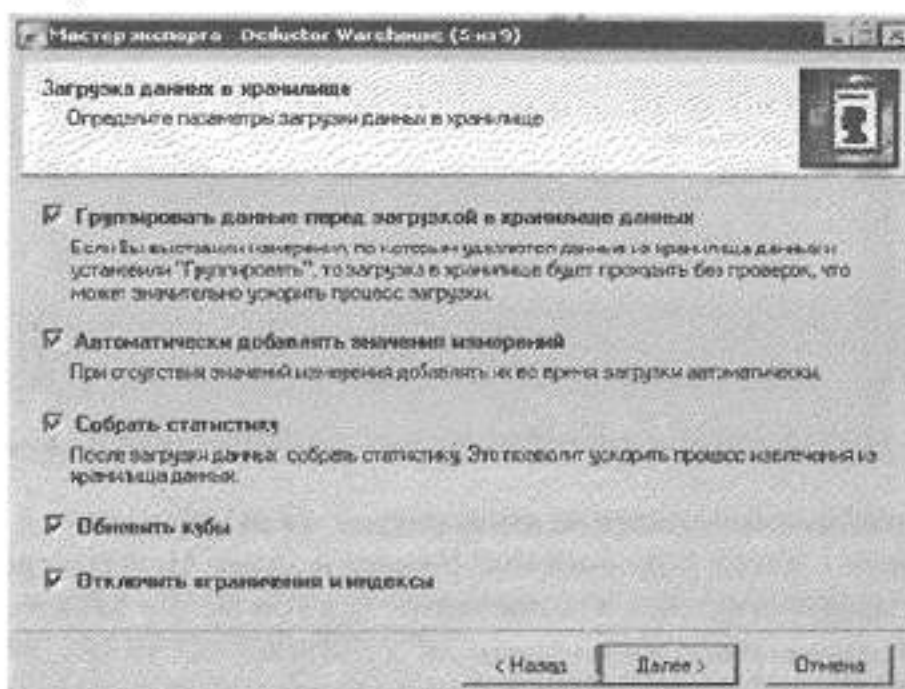 Мастер экспорта - Deductor Warehouse (5 из 9)
Загрузка данных в хранилище
Определите параметры загрузки данных в хранилище
Группировать данные перед загрузкой в хранилище данных
Если Вы выставили измерения, по которым удаляются данные из хранилища данных и
установили "Группировать", то загрузка в хранилище будет проходить без проверок, что
может значительно ускорить процесс загрузки.
Автоматически добавлять значения измерений
При отсутствии значений измерения добавлять их во время загрузки автоматически.
Собрать статистику
После загрузки данных собрать статистику. Это позволит ускорить процесс извлечения из
хранилища данных.
Обновить кубы
Отключить ограничения и индексы
< Назад
Далее >
Отмена